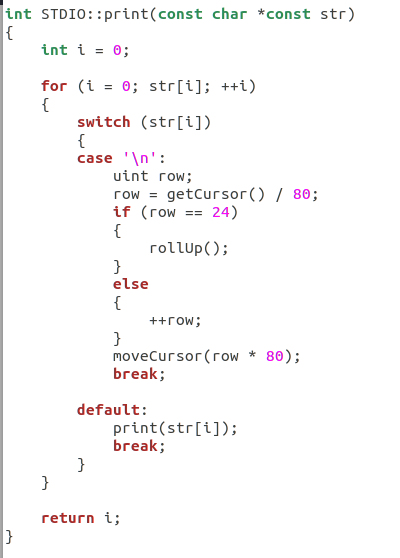 int STDIO::print(const char *const str)
{
    int i = 0;

    for (i = 0; str[i]; ++i)
    {
        switch (str[i])
        {
        case '\n':
            uint row;
            row = getCursor() / 80;
            if (row == 24)
            {
                rollUp();
            }
            else
            {
                ++row;
            }
            moveCursor(row * 80);
            break;

        default:
            print(str[i]);
            break;
        }
    }

    return i;
}